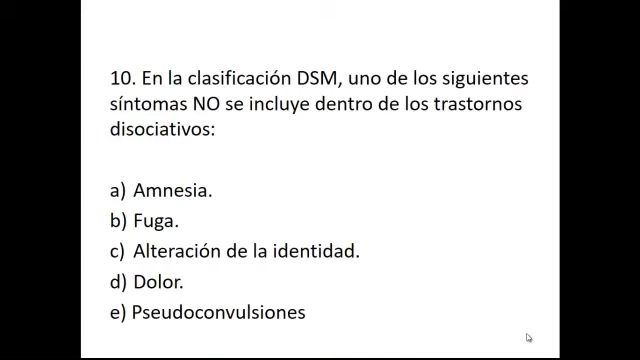 10. En la clasificación DSM, uno de los siguientes
síntomas NO se incluye dentro de los trastornos
disociativos:
a) Amnesia.
b) Fuga.
c) Alteración de la identidad.
d) Dolor.
e) Pseudoconvulsiones